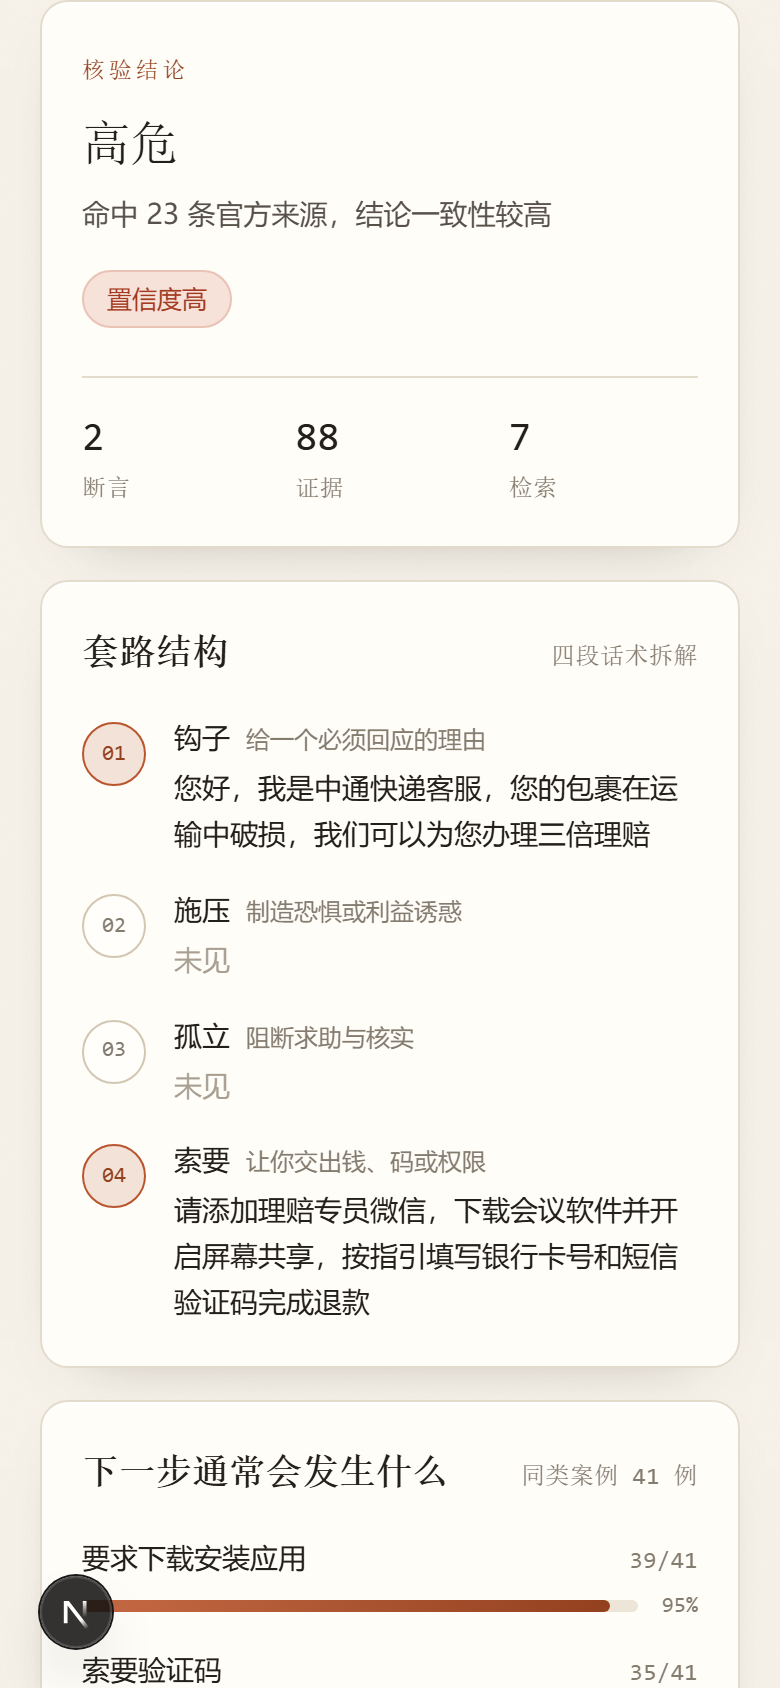 核验结论
高危
命中 23 条官方来源，结论一致性较高
置信度高
2
88
7
断言
证据
检索
套路结构
四段话术拆解
01
钩子 给一个必须回应的理由
您好，我是中通快递客服，您的包裹在运
输中破损，我们可以为您办理三倍理赔
02
施压 制造恐惧或利益诱惑
未见
03
孤立 阻断求助与核实
未见
04
索要 让你交出钱、码或权限
请添加理赔专员微信，下载会议软件并开
启屏幕共享，按指引填写银行卡号和短信
验证码完成退款
下一步通常会发生什么
同类案例 41 例
要求下载安装应用
39/41
95%
N
索要验证码
35/41